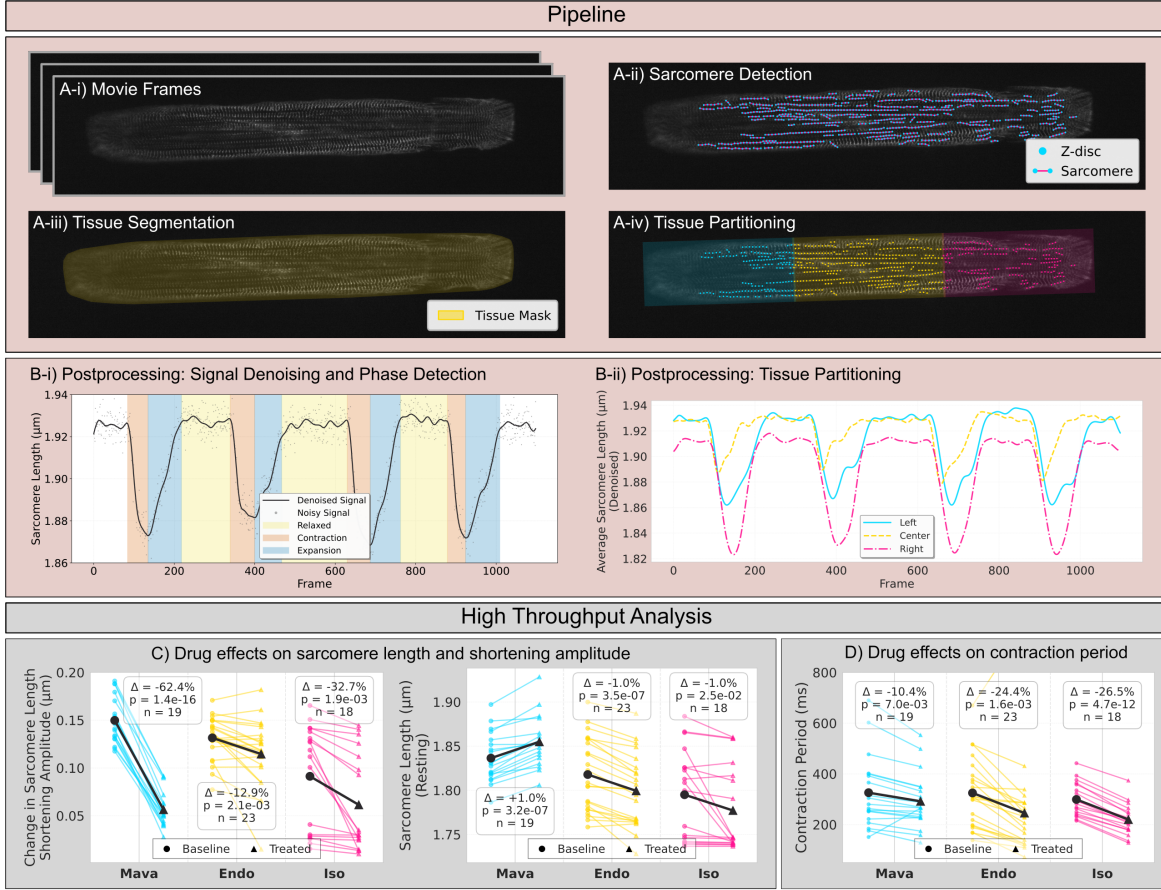 Pipeline
A-i) Movie Frames
A-ii) Sarcomere Detection
Z-disc
Sarcomere
A-iii) Tissue Segmentation
Tissue Mask
A-iv) Tissue Partitioning
B-i) Postprocessing: Signal Denoising and Phase Detection
Sarcomere Length (μm)
1.94
1.92
1.90
1.88
1.86
0
200
400
600
800
1000
Frame
Denoised Signal
Noisy Signal
Relaxed
Contraction
Expansion
B-ii) Postprocessing: Tissue Partitioning
Average Sarcomere Length (μm)
(Denoised)
1.94
1.92
1.90
1.88
1.86
1.84
1.82
0
200
400
600
800
1000
Frame
Left
Center
Right
High Throughput Analysis
C) Drug effects on sarcomere length and shortening amplitude
Change in Sarcomere Length
Shortening Amplitude (μm)
0.20
0.15
0.10
0.05
Δ = -62.4%
p = 1.4e-16
n = 19
Δ = -12.9%
p = 2.1e-03
n = 23
Δ = -32.7%
p = 1.9e-03
n = 18
Baseline
Treated
Mava
Endo
Iso
Sarcomere Length (μm)
(Resting)
1.90
1.85
1.80
1.75
Δ = +1.0%
p = 3.2e-07
n = 19
Δ = -1.0%
p = 3.5e-07
n = 23
Δ = -1.0%
p = 2.5e-02
n = 18
Baseline
Treated
Mava
Endo
Iso
D) Drug effects on contraction period
Contraction Period (ms)
800
600
400
200
Δ = -10.4%
p = 7.0e-03
n = 19
Δ = -24.4%
p = 1.6e-03
n = 23
Δ = -26.5%
p = 4.7e-12
n = 18
Baseline
Treated
Mava
Endo
Iso